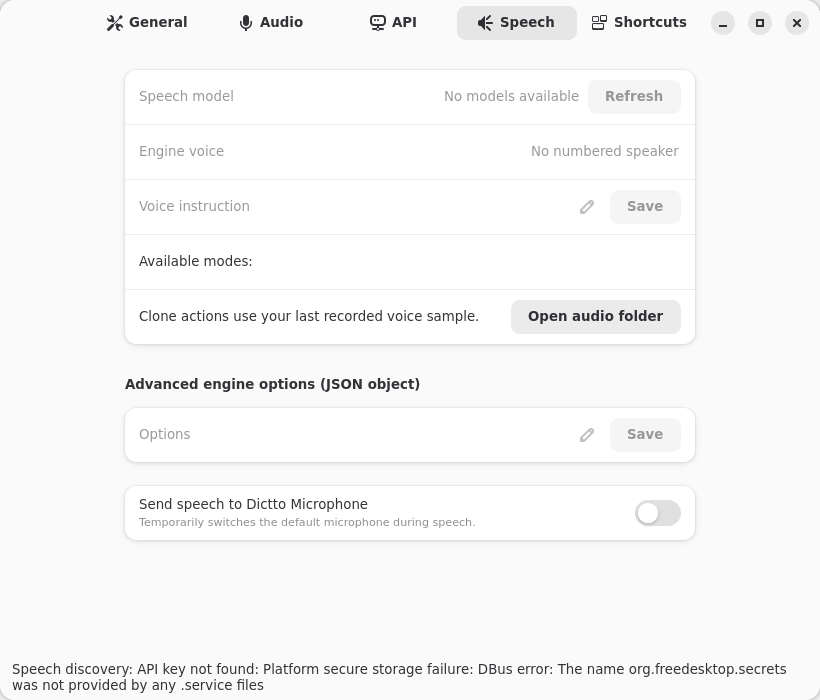 General
Audio
API
Speech
Shortcuts
Speech model
No models available
Refresh
Engine voice
No numbered speaker
Voice instruction
Save
Available modes:
Clone actions use your last recorded voice sample.
Open audio folder
Advanced engine options (JSON object)
Options
Save
Send speech to Dictto Microphone
Temporarily switches the default microphone during speech.
Speech discovery: API key not found: Platform secure storage failure: DBus error: The name org.freedesktop.secrets
was not provided by any .service files